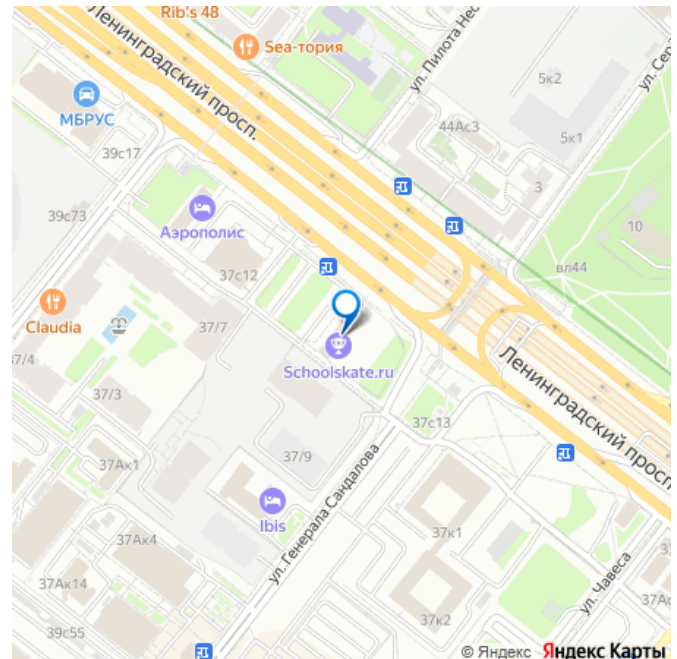 Rib's 48
Ленинградский просп.
Sea-тория
ул. Пилота Нес
ул. Сер
5к2
МБРУС
44Ас3
5к1
39с17
3
39с73
Аэрополис
10
37с12
вл44
Claudia
37/7
Schoolskate.ru
Ленинградский просп.
37/4
37/3
37с13
37/9
37Ак1
ул. Генерала Сандалова
Ibis
37к1
37Ак4
ул. Чавеса
37Ак14
37Ас
37к2
39с55
© Яндекс Яндекс Карты